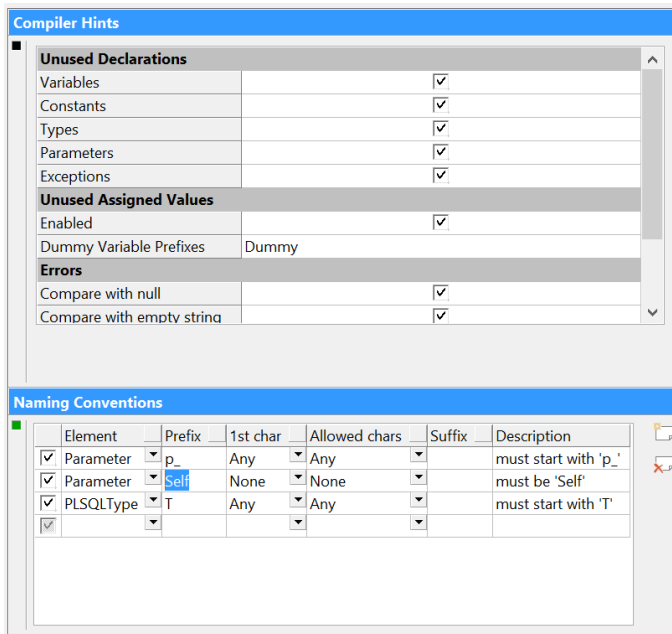 Compiler Hints
Unused Declarations
Variables
Constants
Types
Parameters
Exceptions
Unused Assigned Values
Enabled
Dummy Variable Prefixes Dummy
Errors
Compare with null
Compare with empty string
Naming Conventions
Element Prefix 1st char Allowed chars Suffix Description
Parameter p_ Any Any must start with 'p_'
Parameter Self None None must be 'Self'
PLSQLType T Any Any must start with 'T'